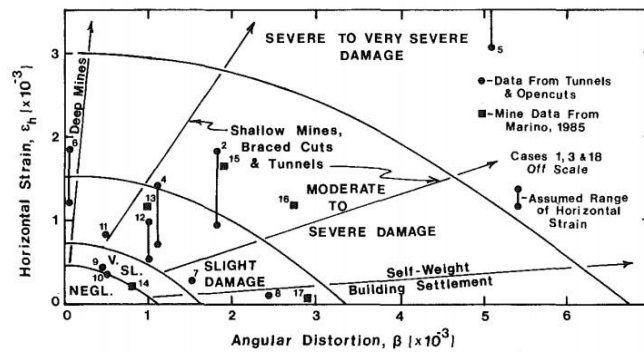 SEVERE TO VERY SEVERE
DAMAGE
5
Data From Tunnels
& Opencuts
Mine Data From
Marino, 1985
Cases 1, 3 & 18
Off Scale
Assumed Range
of Horizontal
Strain
Deep Mines
Shallow Mines,
Braced Cuts
& Tunnels
MODERATE
TO
SEVERE DAMAGE
SLIGHT
DAMAGE
V.
SL.
NEGL.
Self-Weight
Building Settlement
6
2
15
4
13
12
16
11
9
10
14
7
8
17
3
2
1
0
0
1
2
3
4
5
6
7
Horizontal Strain, εh (x10⁻³)
Angular Distortion, β (x10⁻³)